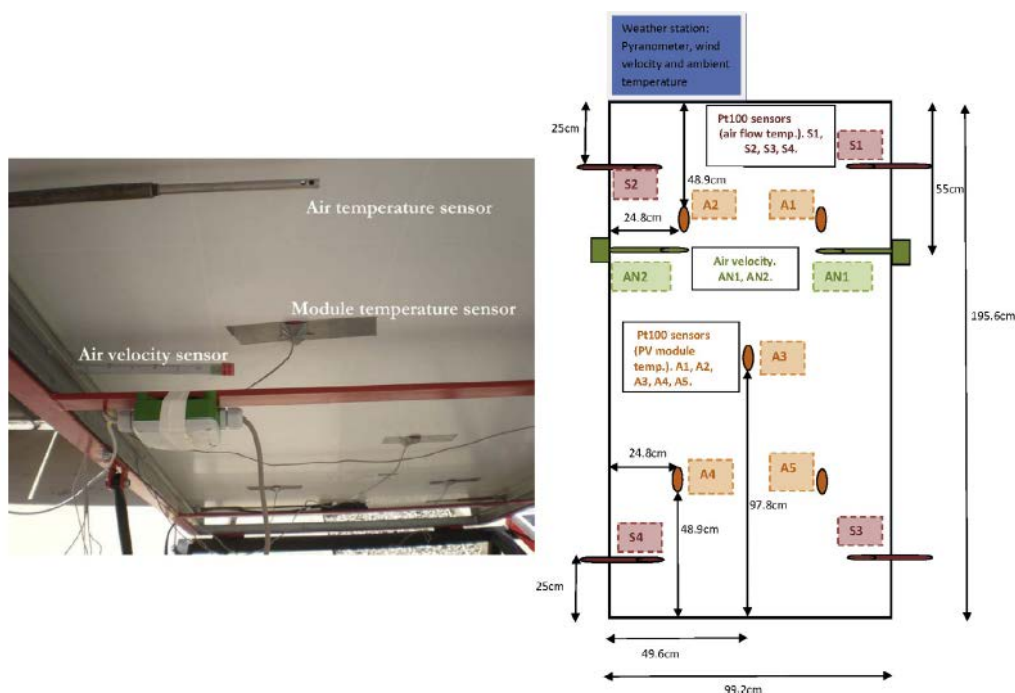 Air temperature sensor
Module temperature sensor
Air velocity sensor
Weather station:
Pyranometer, wind
velocity and ambient
temperature
25cm
Pt100 sensors
(air flow temp.). S1,
S2, S3, S4.
S1
S2
48.9cm
55cm
24.8cm
A2
A1
Air velocity.
AN1, AN2.
AN2
AN1
195.6cm
Pt100 sensors
(PV module
temp.). A1, A2,
A3, A4, A5.
A3
24.8cm
A4
A5
97.8cm
48.9cm
S4
S3
25cm
49.6cm
99.2cm